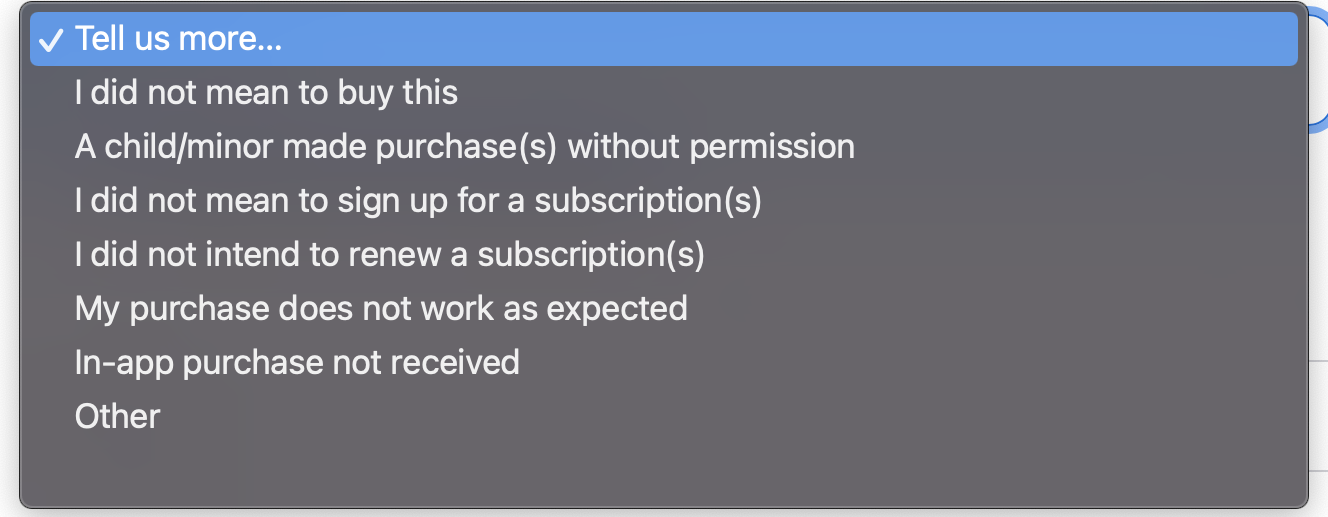 Tell us more...
I did not mean to buy this
A child/minor made purchase(s) without permission
I did not mean to sign up for a subscription(s)
I did not intend to renew a subscription(s)
My purchase does not work as expected
In-app purchase not received
Other